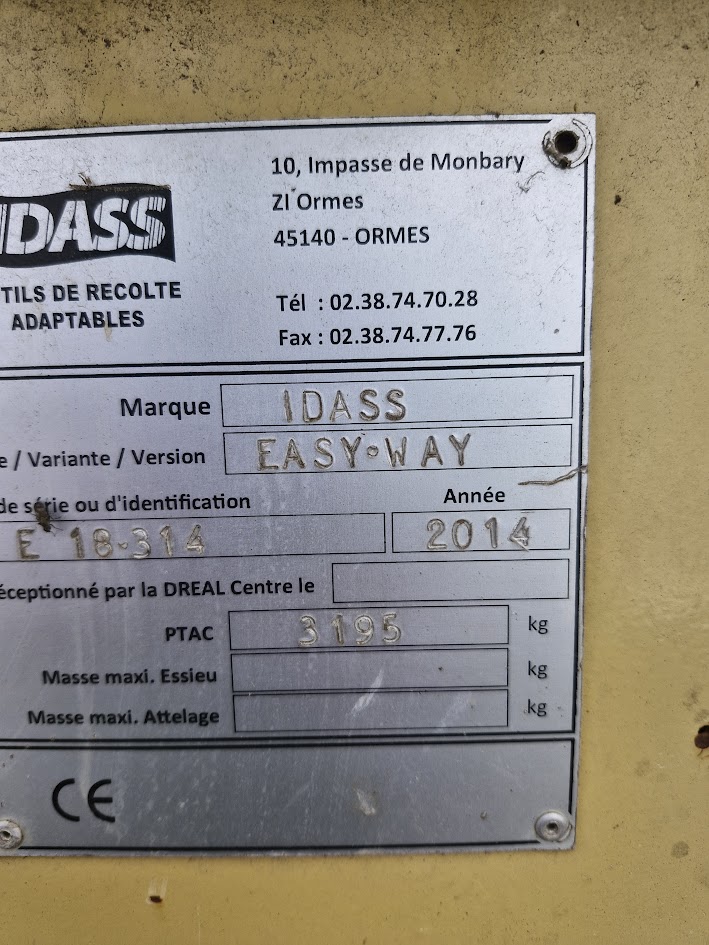 IDASS
TILS DE RECOLTE
ADAPTABLES
10, Impasse de Monbary
ZI Ormes
45140 - ORMES
Tél : 02.38.74.70.28
Fax : 02.38.74.77.76
Marque IDASS
e / Variante / Version EASY-WAY
de série ou d'identification Année
E 18-314 2014
éceptionné par la DREAL Centre le
PTAC 3195 kg
Masse maxi. Essieu kg
Masse maxi. Attelage kg
CE